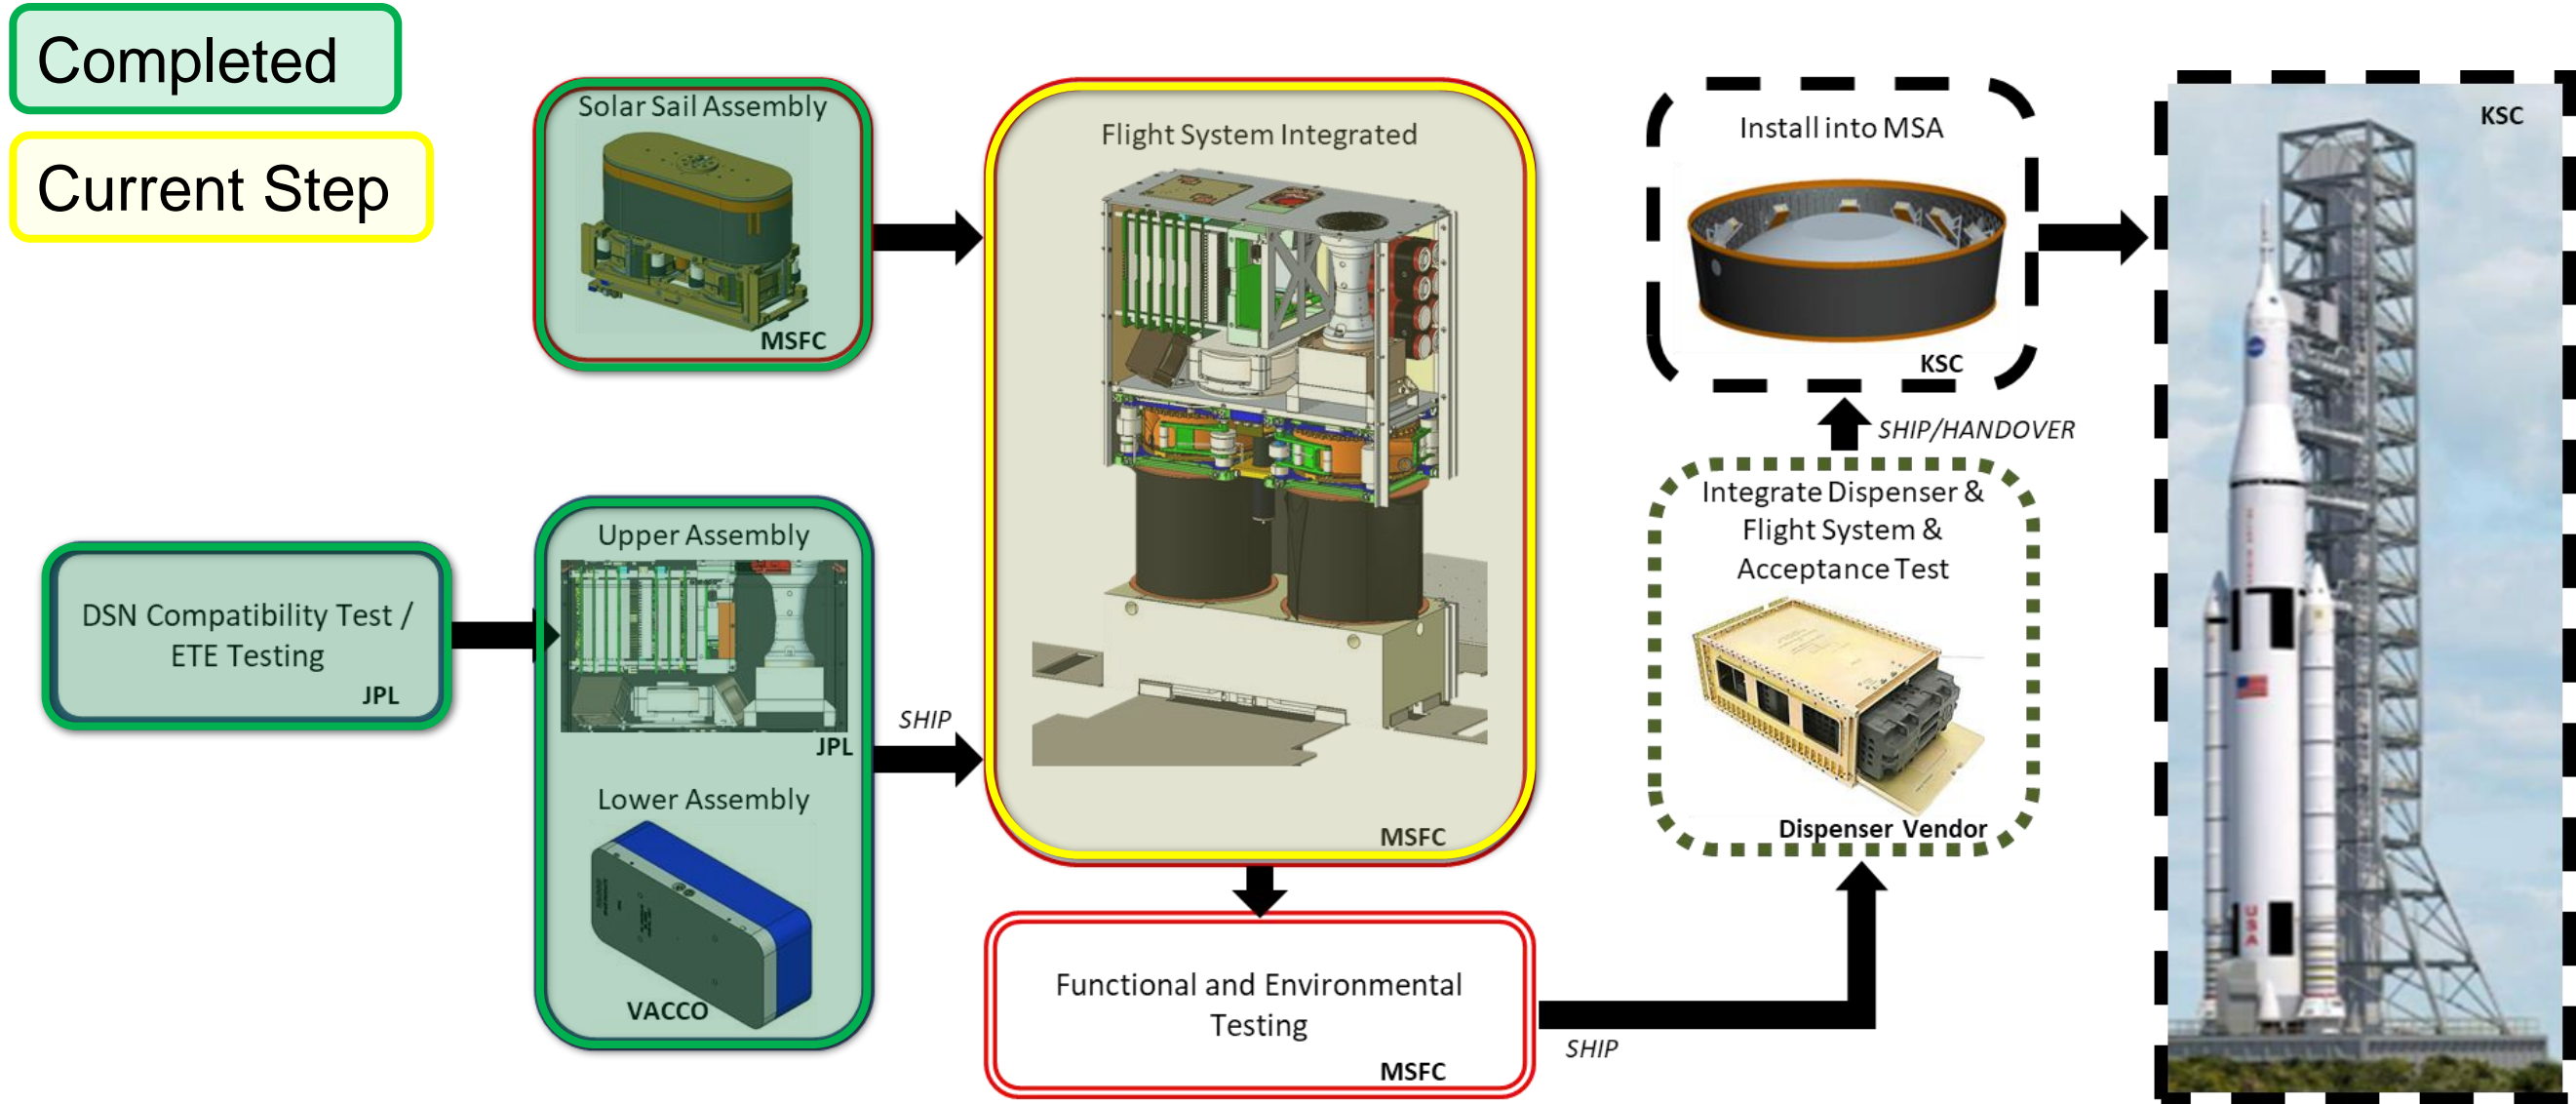 Completed
Current Step
Solar Sail Assembly
MSFC
DSN Compatibility Test /
ETE Testing
JPL
Upper Assembly
JPL
Lower Assembly
VACCO
SHIP
Flight System Integrated
MSFC
Functional and Environmental
Testing
MSFC
SHIP
Integrate Dispenser &
Flight System &
Acceptance Test
Dispenser Vendor
SHIP/HANDOVER
Install into MSA
KSC
KSC
USA